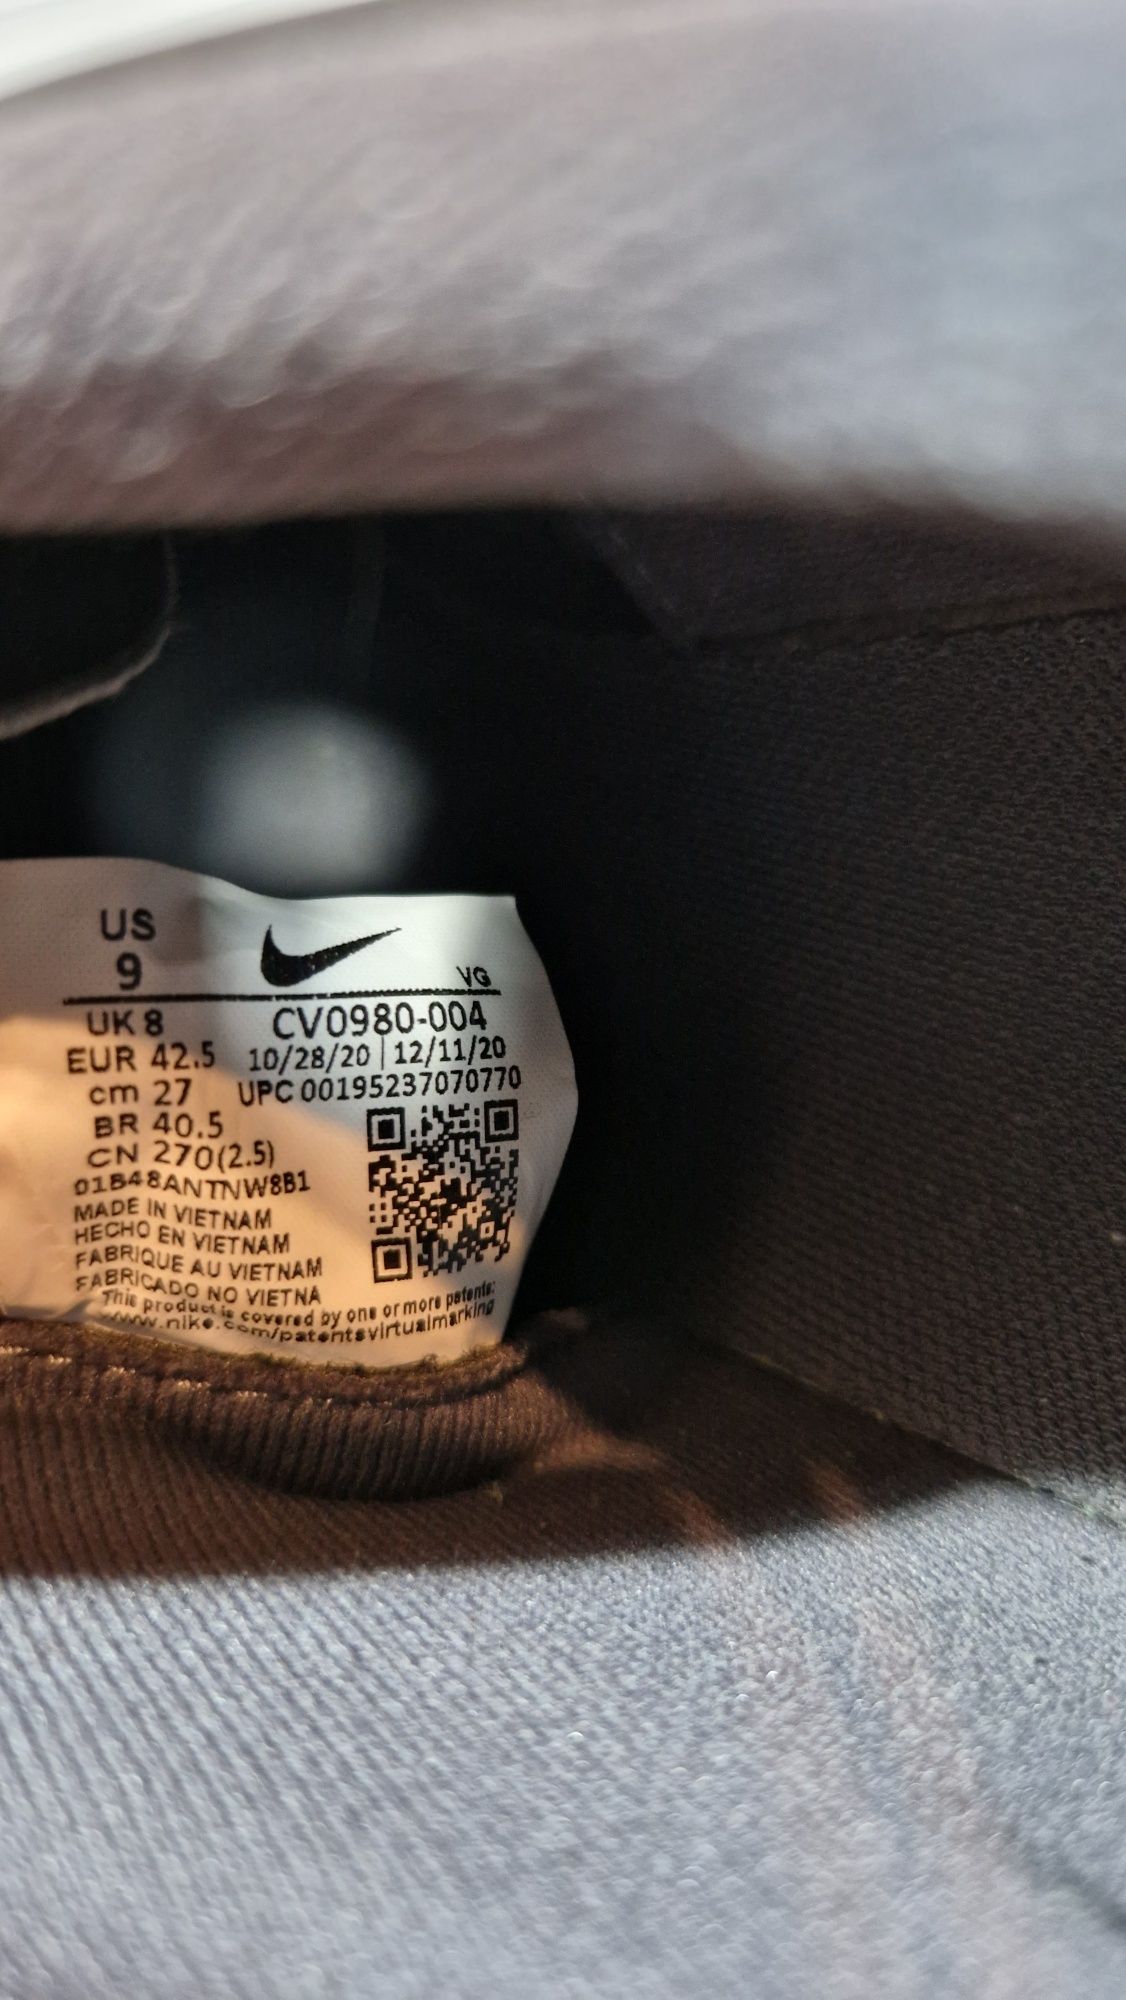 US
9
VG
UK 8
CV0980-004
EUR 42.5
10/28/20 | 12/11/20
cm 27
UPC 00195237070770
BR 40.5
CN 270(2.5)
01B48ANTNW8B1
MADE IN VIETNAM
HECHO EN VIETNAM
FABRIQUE AU VIETNAM
FABRICADO NO VIETNA
This product is covered by one or more patents:
www.nike.com/patentsvirtualmarking